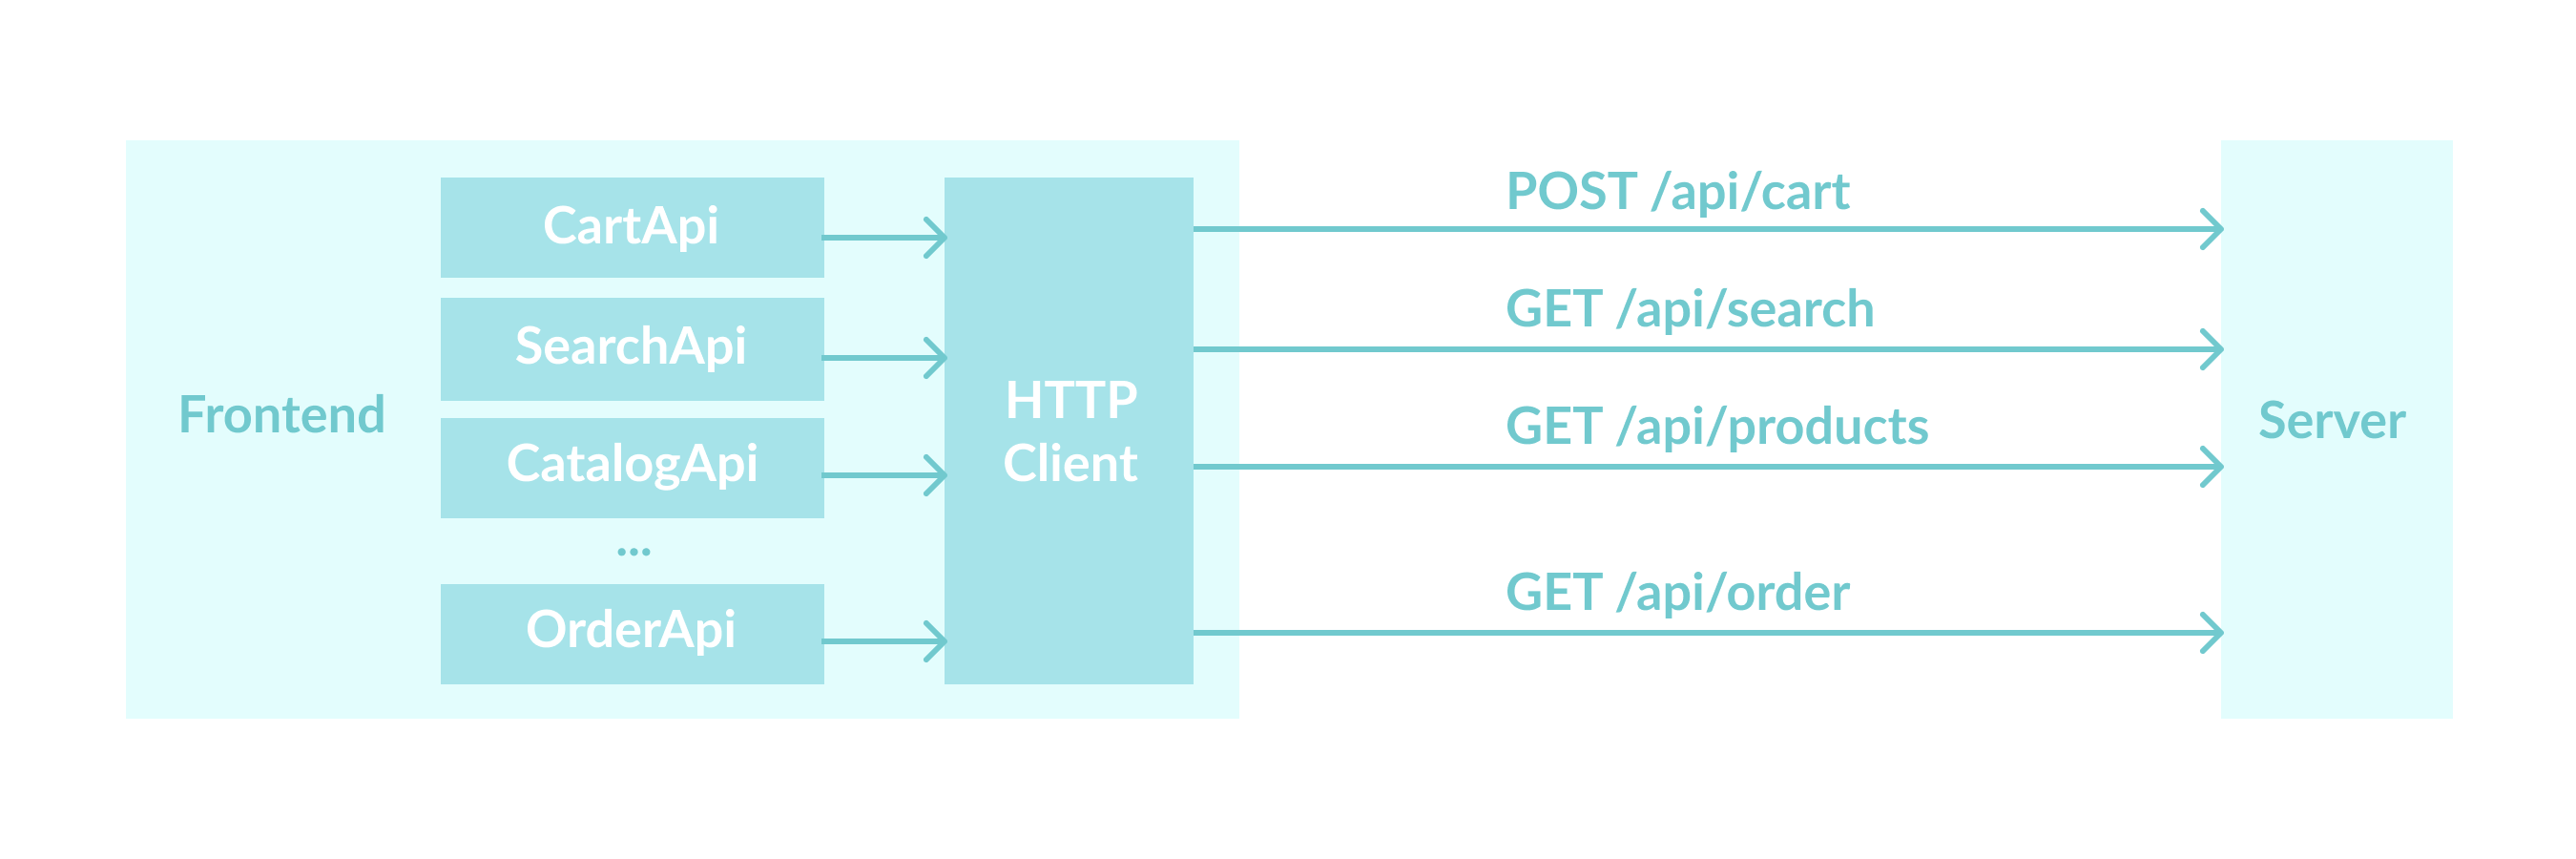 Frontend
CartApi
SearchApi
CatalogApi
...
OrderApi
HTTP
Client
POST /api/cart
GET /api/search
GET /api/products
GET /api/order
Server